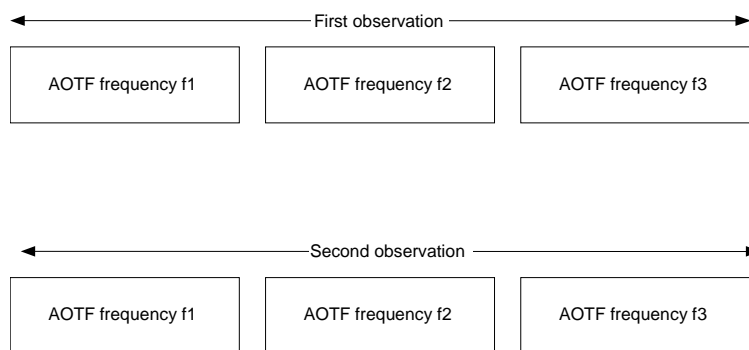 First observation
AOTF frequency f1
AOTF frequency f2
AOTF frequency f3
Second observation
AOTF frequency f1
AOTF frequency f2
AOTF frequency f3